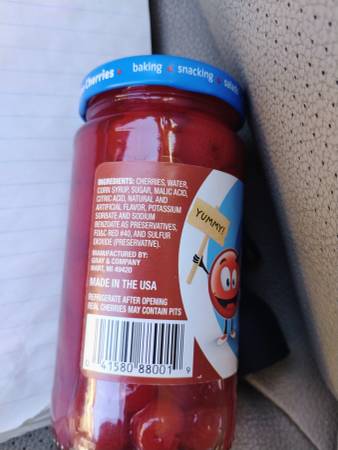 Cherries • baking • snacking • salads
INGREDIENTS: CHERRIES, WATER,
CORN SYRUP, SUGAR, MALIC ACID,
CITRIC ACID, NATURAL AND
ARTIFICIAL FLAVOR, POTASSIUM
SORBATE AND SODIUM
BENZOATE AS PRESERVATIVES,
FD&C RED #40, AND SULFUR
DIOXIDE (PRESERVATIVE).
MANUFACTURED BY:
GRAY & COMPANY
HART, MI 49420
MADE IN THE USA
REFRIGERATE AFTER OPENING
REAL CHERRIES MAY CONTAIN PITS
YUMMY!
0 41580 88001 9